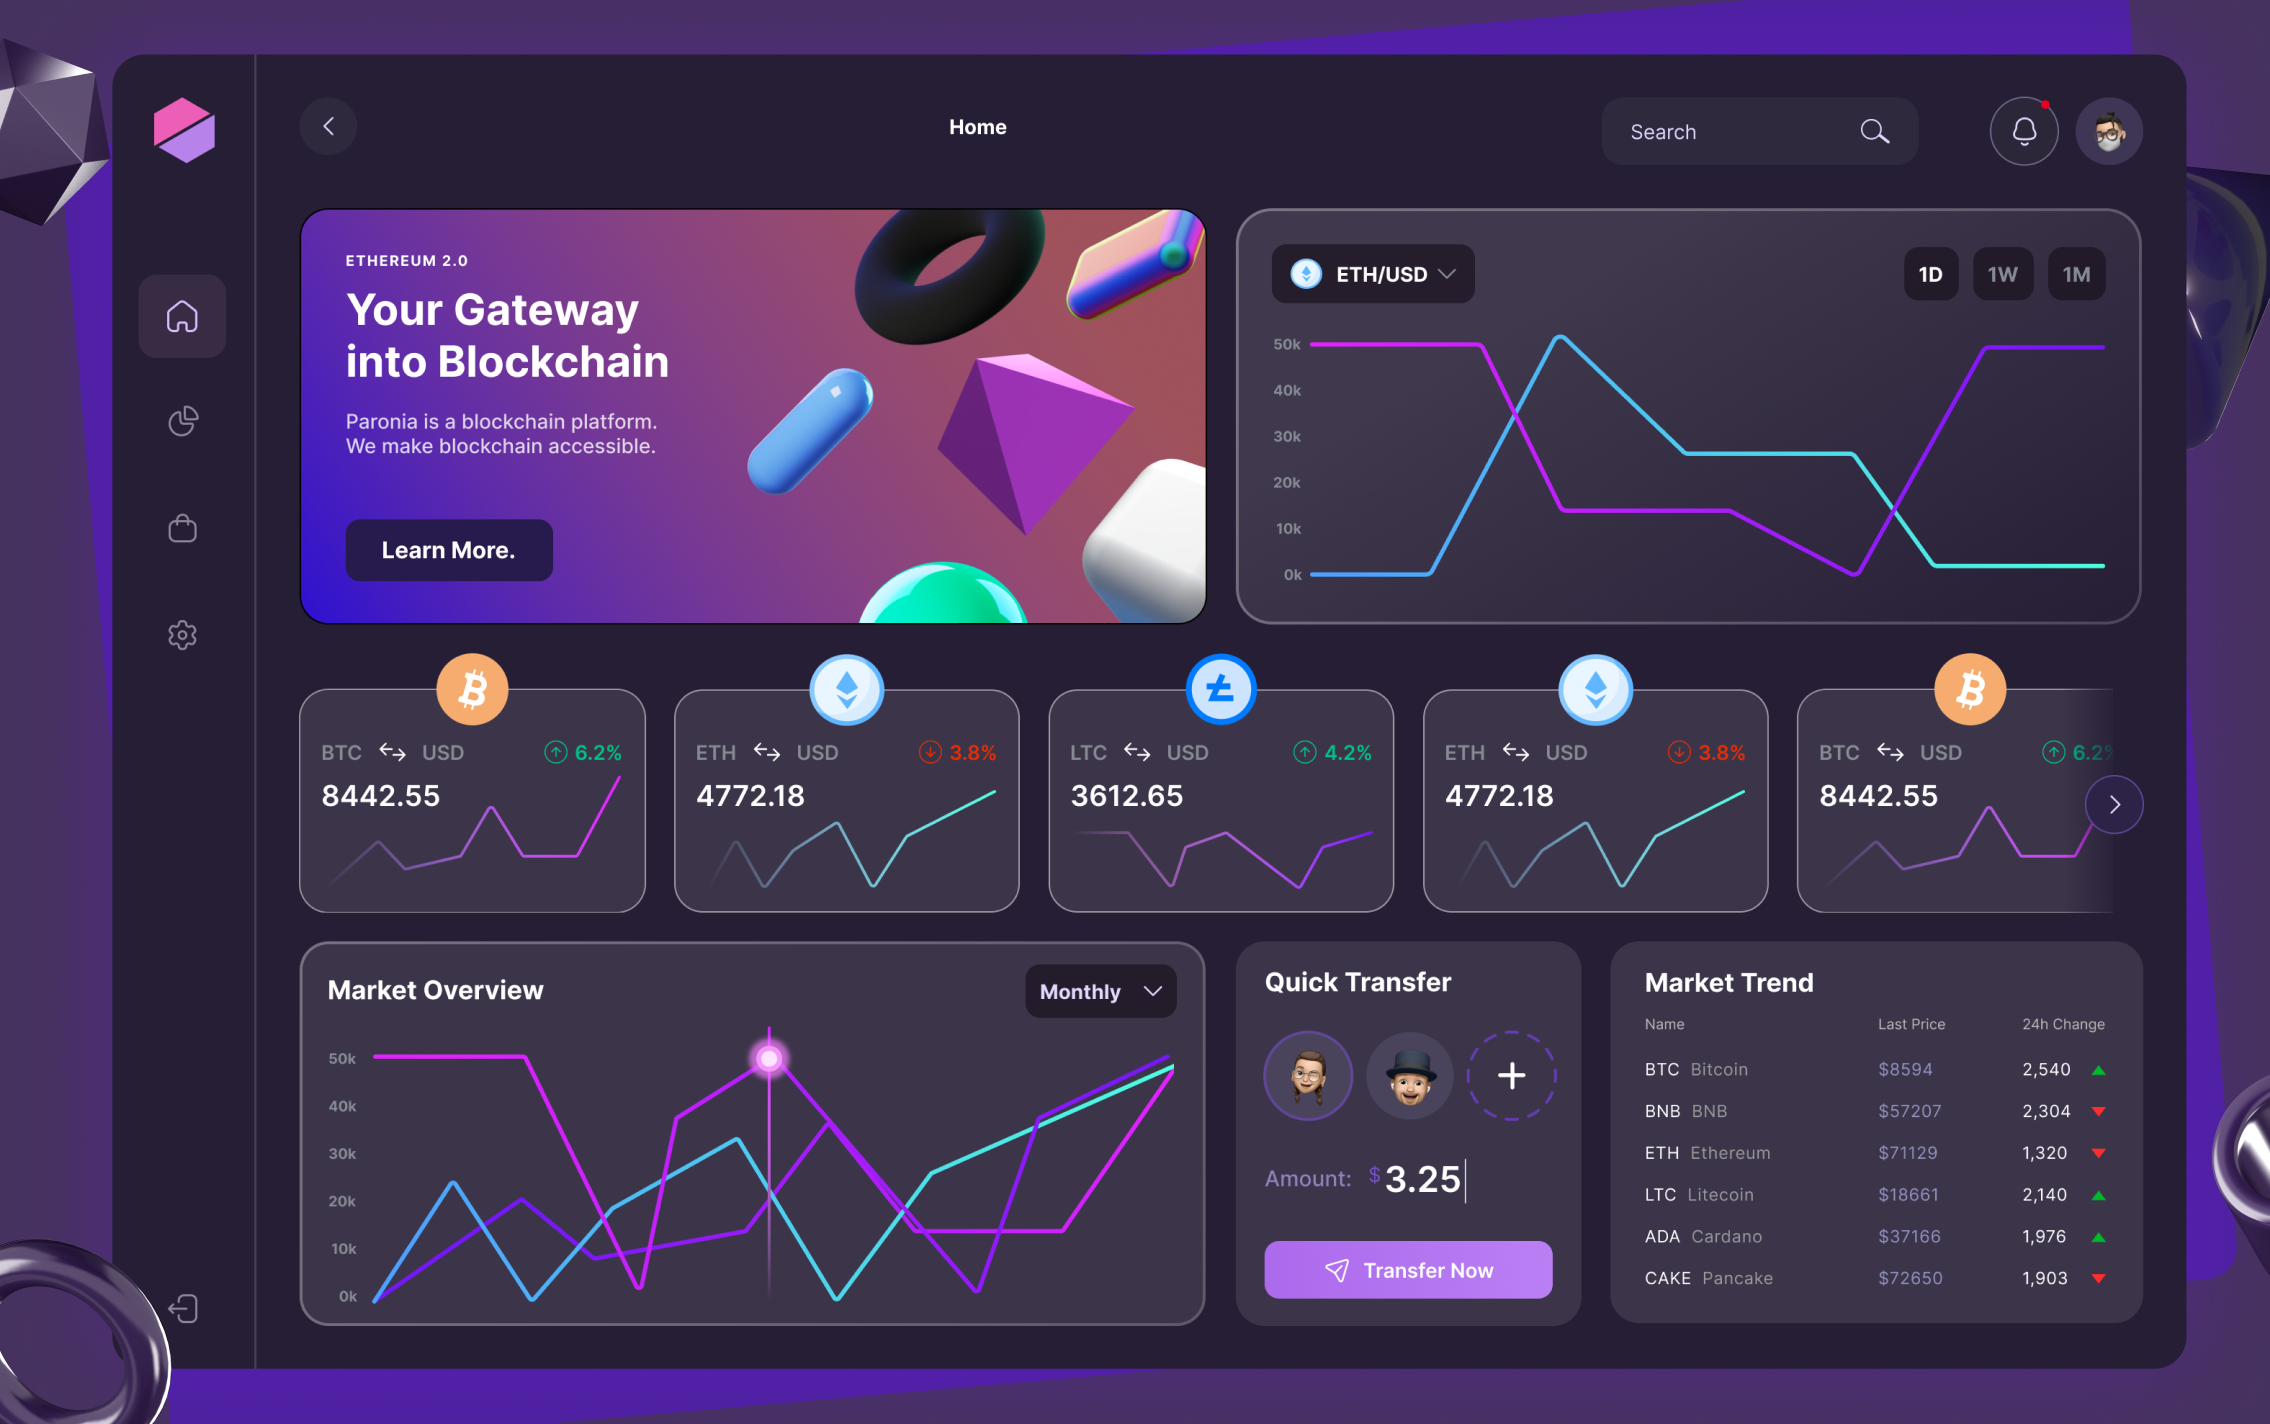 Home
Search
ETHEREUM 2.0
Your Gateway
into Blockchain
Paronia is a blockchain platform.
We make blockchain accessible.
Learn More.
ETH/USD
1D 1W 1M
50k
40k
30k
20k
10k
0k
BTC USD 6.2%
8442.55
ETH USD 3.8%
4772.18
LTC USD 4.2%
3612.65
ETH USD 3.8%
4772.18
BTC USD 6.2%
8442.55
Market Overview
Monthly
50k
40k
30k
20k
10k
0k
Quick Transfer
Amount: $3.25
Transfer Now
Market Trend
Name Last Price 24h Change
BTC Bitcoin $8594 2,540
BNB BNB $57207 2,304
ETH Ethereum $71129 1,320
LTC Litecoin $18661 2,140
ADA Cardano $37166 1,976
CAKE Pancake $72650 1,903